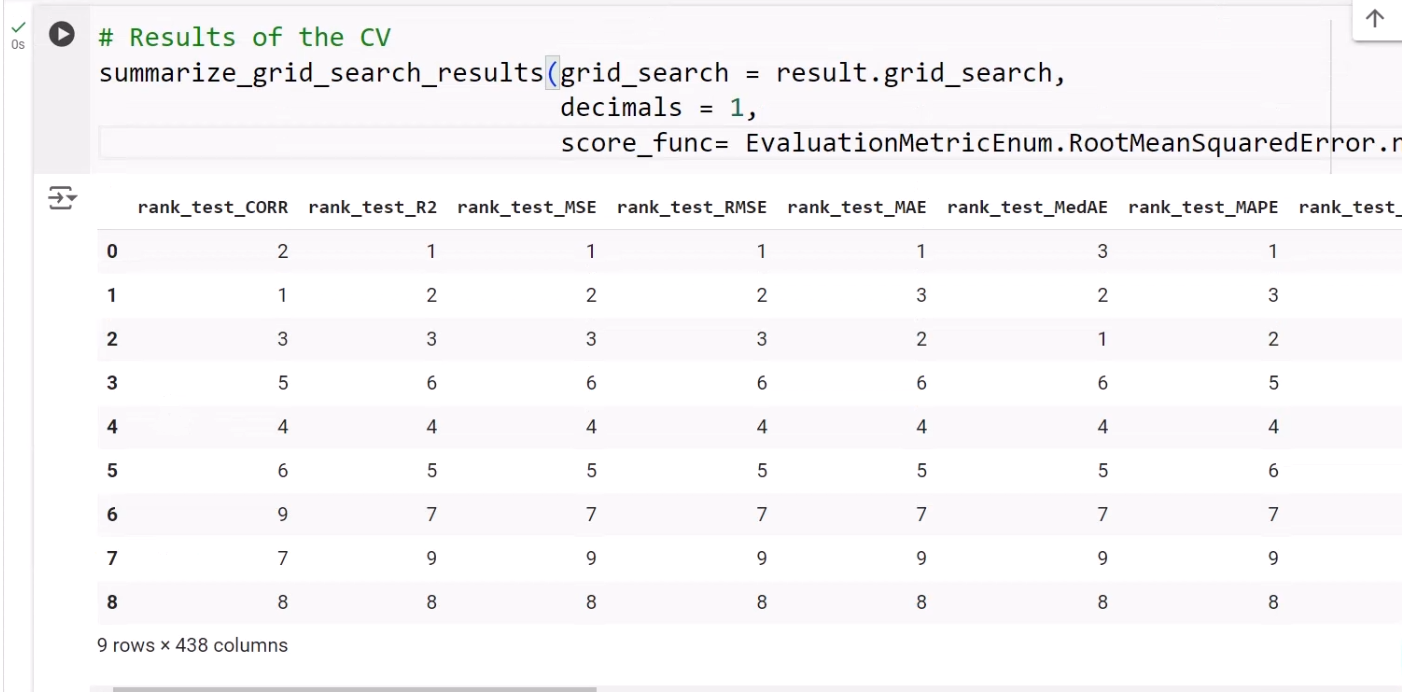 # Results of the CV
0s
summarize_grid_search_results(grid_search = result.grid_search,
decimals = 1,
score_func= EvaluationMetricEnum.RootMeanSquaredError.r
rank_test_CORR rank_test_R2 rank_test_MSE rank_test_RMSE rank_test_MAE rank_test_MedAE rank_test_MAPE rank_test_
0 2 1 1 1 1 3 1
1 1 2 2 2 3 2 3
2 3 3 3 3 2 1 2
3 5 6 6 6 6 6 5
4 4 4 4 4 4 4 4
5 6 5 5 5 5 5 6
6 9 7 7 7 7 7 7
7 7 9 9 9 9 9 9
8 8 8 8 8 8 8 8
9 rows × 438 columns